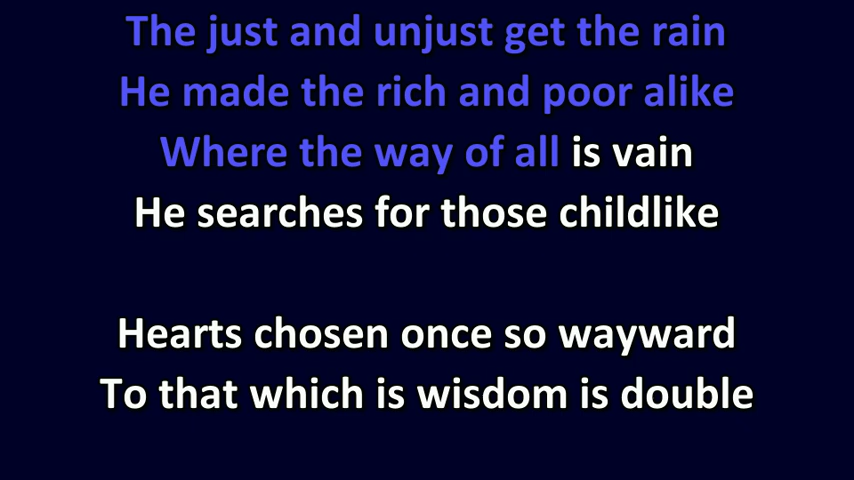 The just and unjust get the rain
He made the rich and poor alike
Where the way of all is vain
He searches for those childlike
Hearts chosen once so wayward
To that which is wisdom is double